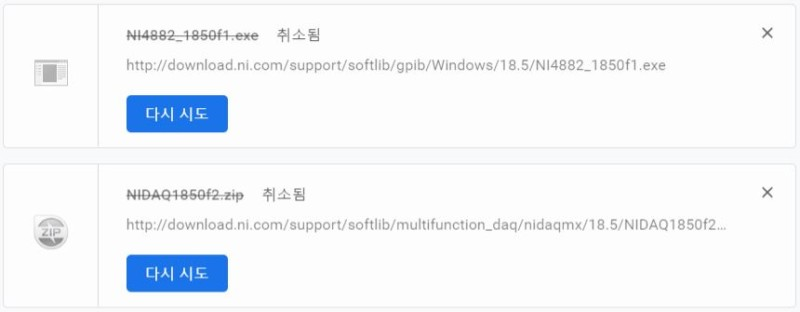 NI4882_1850f1.exe 취소됨
http://download.ni.com/support/softlib/gpib/Windows/18.5/NI4882_1850f1.exe
다시 시도
NIDAQ1850f2.zip 취소됨
ZIP
http://download.ni.com/support/softlib/multifunction_daq/nidaqmx/18.5/NIDAQ1850f2...
다시 시도